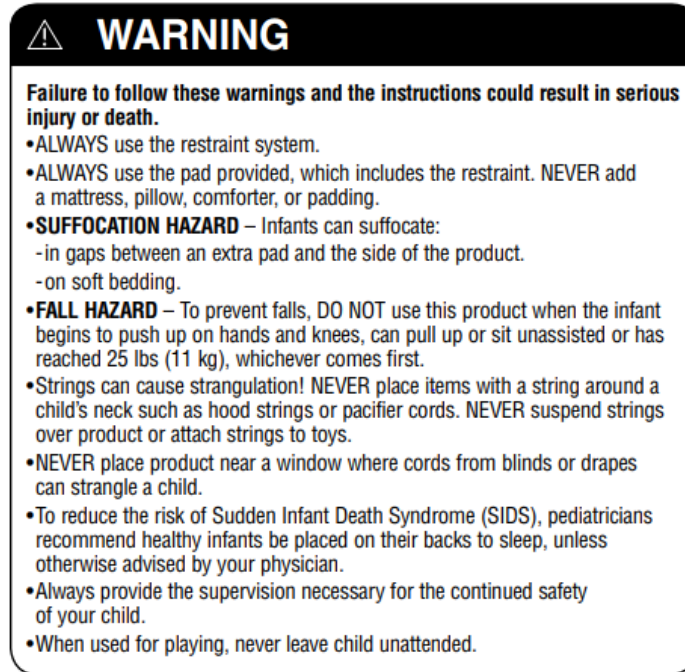 ⚠ WARNING
Failure to follow these warnings and the instructions could result in serious
injury or death.
•ALWAYS use the restraint system.
•ALWAYS use the pad provided, which includes the restraint. NEVER add
a mattress, pillow, comforter, or padding.
•SUFFOCATION HAZARD – Infants can suffocate:
-in gaps between an extra pad and the side of the product.
-on soft bedding.
•FALL HAZARD – To prevent falls, DO NOT use this product when the infant
begins to push up on hands and knees, can pull up or sit unassisted or has
reached 25 lbs (11 kg), whichever comes first.
•Strings can cause strangulation! NEVER place items with a string around a
child's neck such as hood strings or pacifier cords. NEVER suspend strings
over product or attach strings to toys.
•NEVER place product near a window where cords from blinds or drapes
can strangle a child.
•To reduce the risk of Sudden Infant Death Syndrome (SIDS), pediatricians
recommend healthy infants be placed on their backs to sleep, unless
otherwise advised by your physician.
•Always provide the supervision necessary for the continued safety
of your child.
•When used for playing, never leave child unattended.